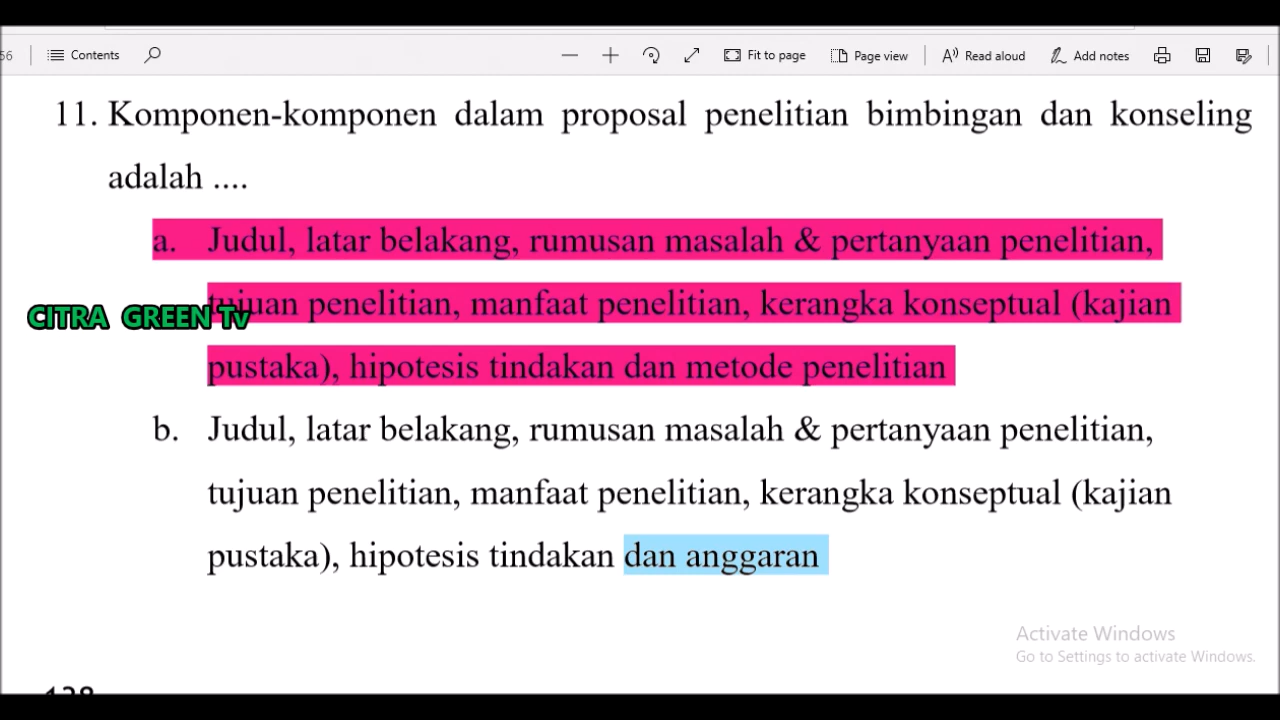 56 Contents Fit to page Page view Read aloud Add notes
11. Komponen-komponen dalam proposal penelitian bimbingan dan konseling
adalah ....
a. Judul, latar belakang, rumusan masalah & pertanyaan penelitian,
tujuan penelitian, manfaat penelitian, kerangka konseptual (kajian
CITRA GREEN Tv
pustaka), hipotesis tindakan dan metode penelitian
b. Judul, latar belakang, rumusan masalah & pertanyaan penelitian,
tujuan penelitian, manfaat penelitian, kerangka konseptual (kajian
pustaka), hipotesis tindakan dan anggaran
Activate Windows
Go to Settings to activate Windows.